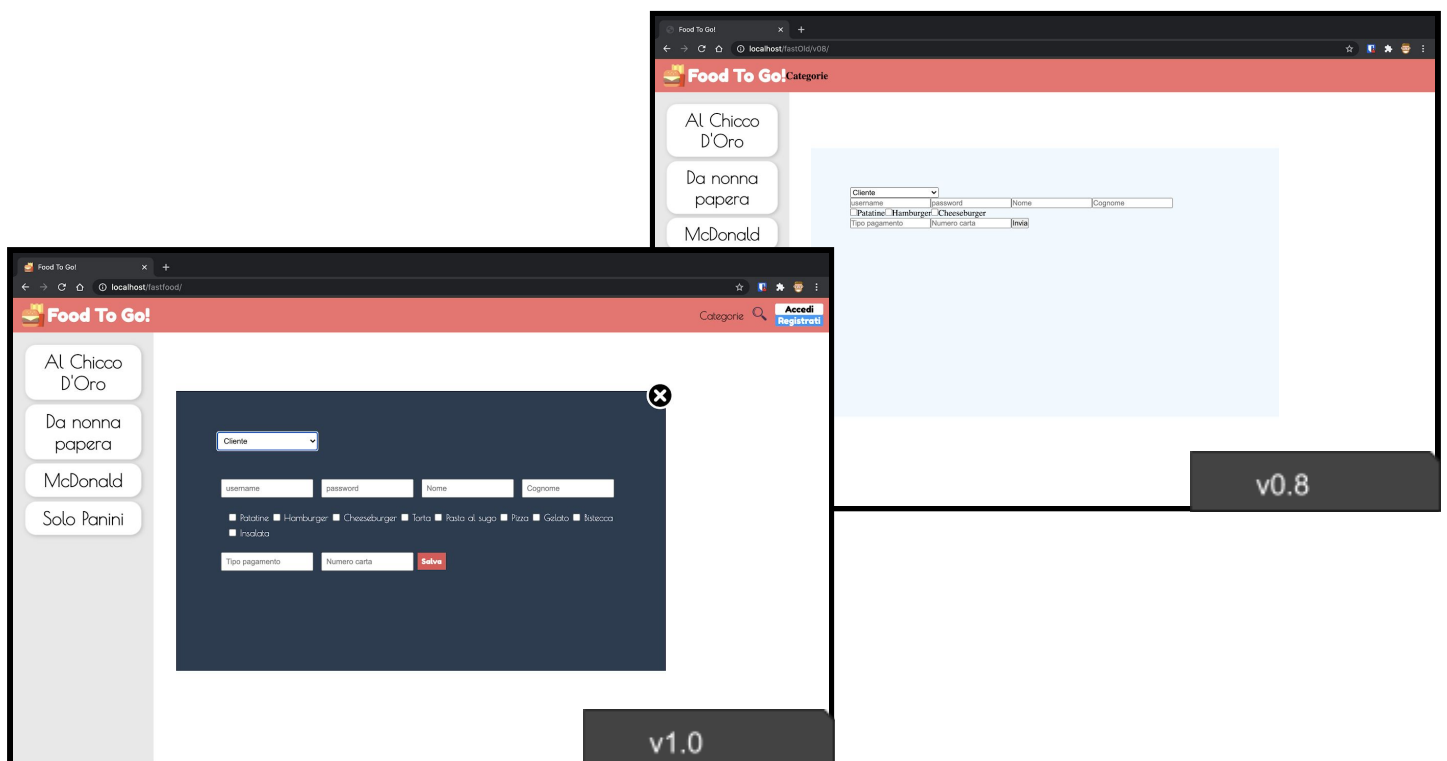 Food To Go!
localhost/fastOld/v08/
Food To Go! Categorie
Al Chicco
D'Oro
Da nonna
papera
McDonald
Cliente
username password Nome Cognome
Patatine Hamburger Cheeseburger
Tipo pagamento Numero carta Invia
v0.8
Food To Go!
localhost/fastfood/
Food To Go! Categorie Accedi
Registrati
Al Chicco
D'Oro
Da nonna
papera
McDonald
Solo Panini
Cliente
username password Nome Cognome
Patatine Hamburger Cheeseburger Torta Pasta al sugo Pizza Gelato Bistecca
Insalata
Tipo pagamento Numero carta Salva
v1.0